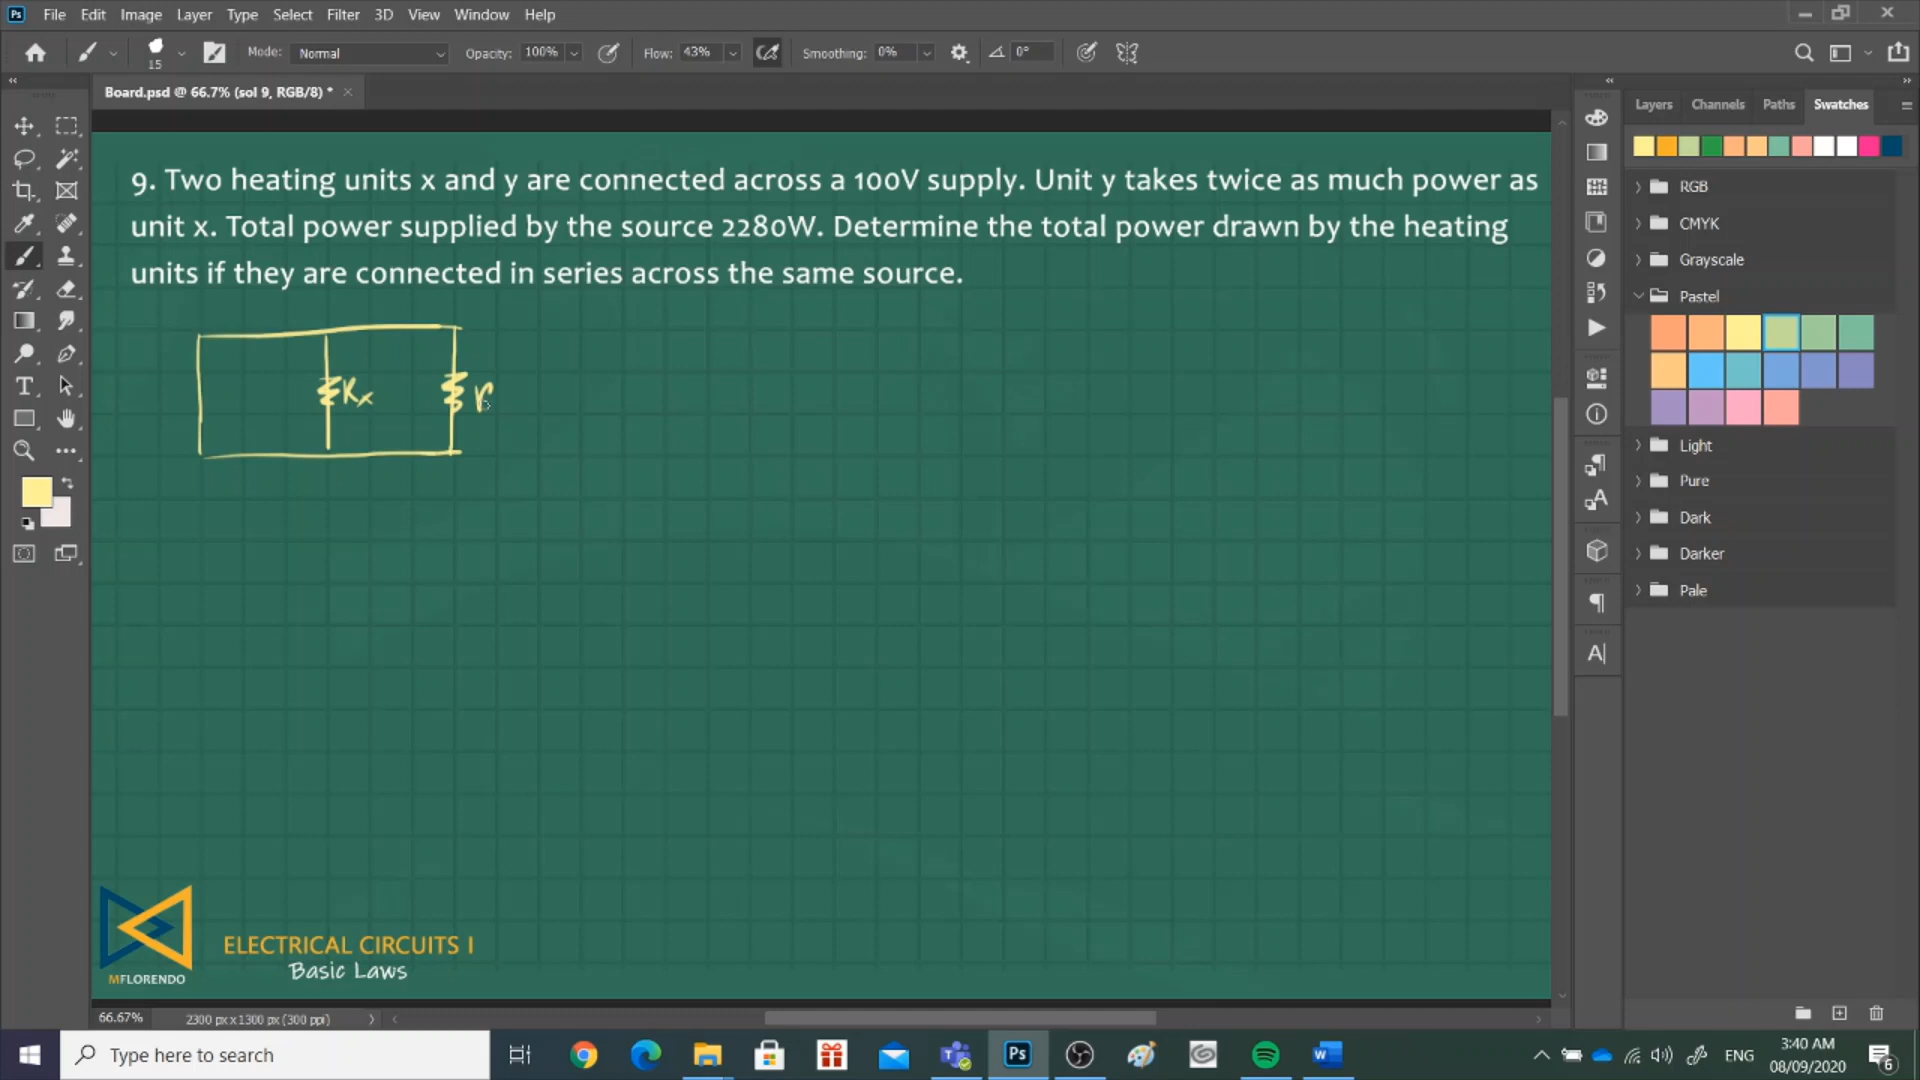 Ps File Edit Image Layer Type Select Filter 3D View Window Help
15 Mode: Normal Opacity: 100% Flow: 43% Smoothing: 0% 0°
Board.psd @ 66.7% (sol 9, RGB/8) *
Layers Channels Paths Swatches
RGB
CMYK
Grayscale
Pastel
Light
Pure
Dark
Darker
Pale
9. Two heating units x and y are connected across a 100V supply. Unit y takes twice as much power as
unit x. Total power supplied by the source 2280W. Determine the total power drawn by the heating
units if they are connected in series across the same source.
Rx r
MFLORENDO
ELECTRICAL CIRCUITS I
Basic Laws
66.67% 2300 px x 1300 px (300 ppi)
Type here to search
ENG
3:40 AM
08/09/2020
6